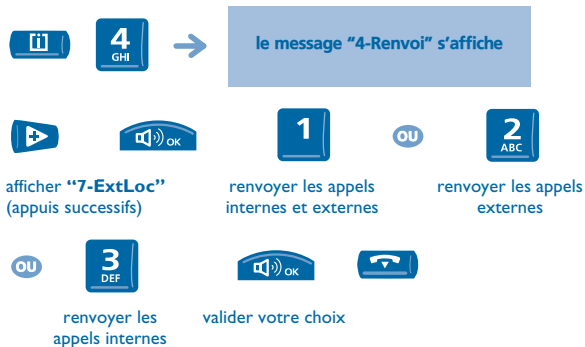 i
4
GHI
le message "4-Renvoi" s'affiche
OK
1
OU
2
ABC
afficher "7-ExtLoc"
(appuis successifs)
renvoyer les appels
internes et externes
renvoyer les appels
externes
OU
3
DEF
OK
renvoyer les
appels internes
valider votre choix